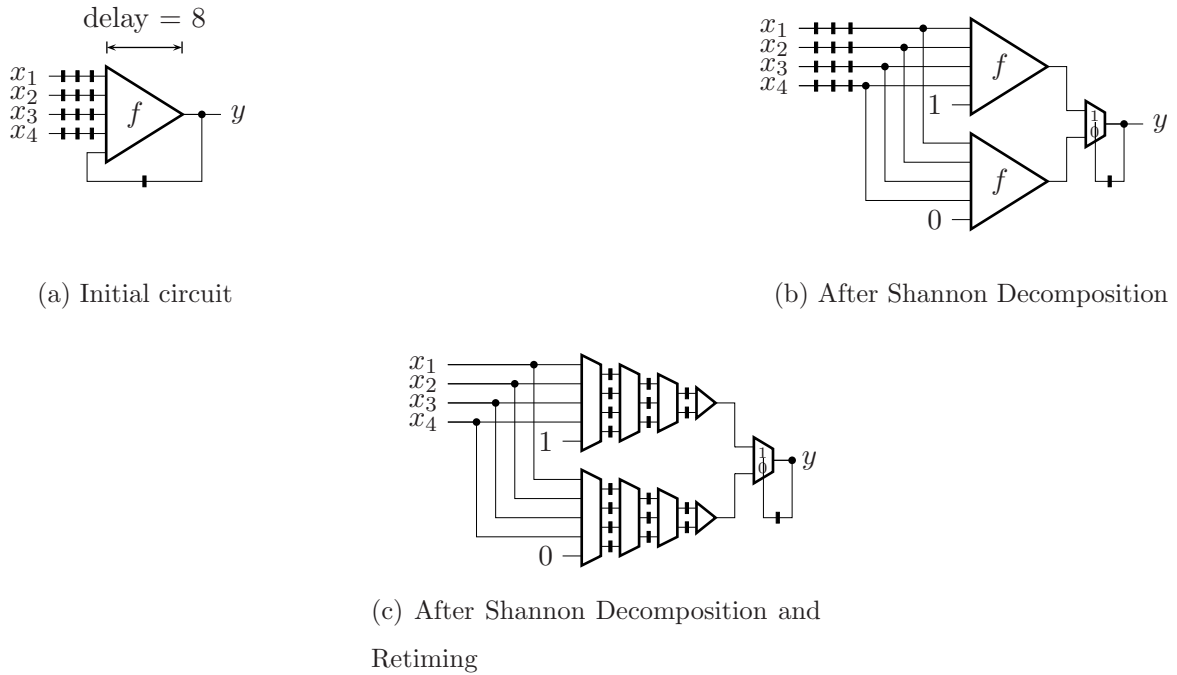 delay = 8
x1
x2
x3
x4
f
y
(a) Initial circuit
x1
x2
x3
x4
f
1
f
0
1
0
y
(b) After Shannon Decomposition
x1
x2
x3
x4
1
0
1
0
y
(c) After Shannon Decomposition and
Retiming